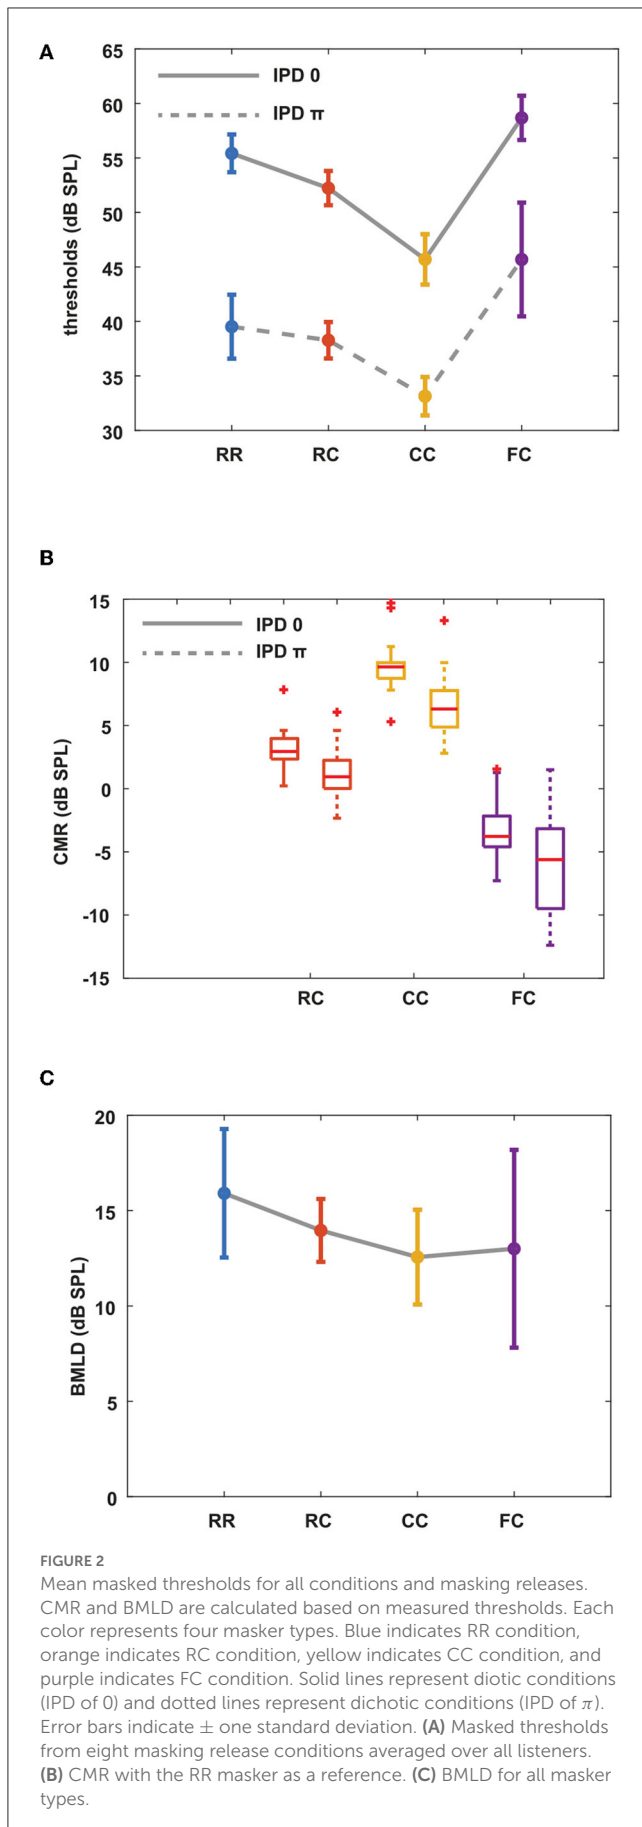 A
65
60
55
50
45
40
35
30
thresholds (dB SPL)
IPD 0
IPD π
RR RC CC FC
B
15
10
5
0
-5
-10
-15
CMR (dB SPL)
IPD 0
IPD π
RC CC FC
C
20
15
10
5
0
BMLD (dB SPL)
RR RC CC FC
FIGURE 2
Mean masked thresholds for all conditions and masking releases.
CMR and BMLD are calculated based on measured thresholds. Each
color represents four masker types. Blue indicates RR condition,
orange indicates RC condition, yellow indicates CC condition, and
purple indicates FC condition. Solid lines represent diotic conditions
(IPD of 0) and dotted lines represent dichotic conditions (IPD of π).
Error bars indicate ± one standard deviation. (A) Masked thresholds
from eight masking release conditions averaged over all listeners.
(B) CMR with the RR masker as a reference. (C) BMLD for all masker
types.